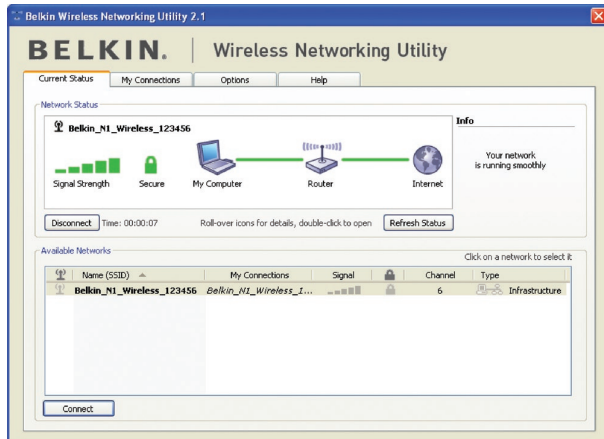 Belkin Wireless Networking Utility 2.1
BELKIN. | Wireless Networking Utility
Current Status My Connections Options Help
Network Status
Belkin_N1_Wireless_123456
Signal Strength Secure My Computer Router Internet
Info
Your network
is running smoothly
Disconnect Time: 00:00:07 Roll-over icons for details, double-click to open Refresh Status
Available Networks
Click on a network to select it
Name (SSID) My Connections Signal Channel Type
Belkin_N1_Wireless_123456 Belkin_N1_Wireless_1... 6 Infrastructure
Connect